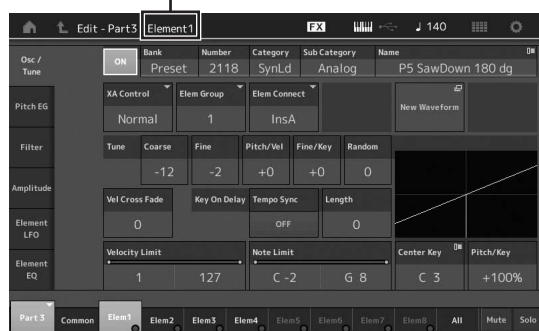 Edit - Part3 Element1 FX 140
Osc / Tune
Pitch EG
Filter
Amplitude
Element LFO
Element EQ
ON
Bank Number Category Sub Category Name
Preset 2118 SynLd Analog P5 SawDown 180 dg
XA Control Elem Group Elem Connect
Normal 1 InsA
New Waveform
Tune Coarse Fine Pitch/Vel Fine/Key Random
-12 -2 +0 +0 0
Vel Cross Fade Key On Delay Tempo Sync Length
0 OFF 0
Velocity Limit Note Limit Center Key Pitch/Key
1 127 C -2 G 8 C 3 +100%
Part 3 Common Elem1 Elem2 Elem3 Elem4 Elem5 Elem6 Elem7 Elem8 All Mute Solo